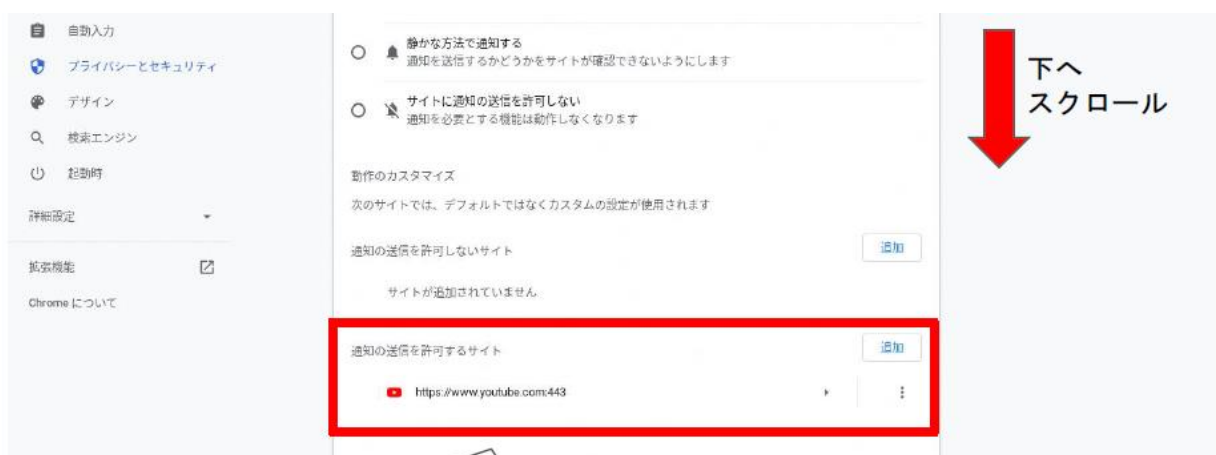 自動入力
プライバシーとセキュリティ
デザイン
検索エンジン
起動時
詳細設定
拡張機能
Chrome について
静かな方法で通知する
通知を送信するかどうかをサイトが確認できないようにします
サイトに通知の送信を許可しない
通知を必要とする機能は動作しなくなります
動作のカスタマイズ
次のサイトでは、デフォルトではなくカスタムの設定が使用されます
通知の送信を許可しないサイト
追加
サイトが追加されていません
通知の送信を許可するサイト
追加
https://www.youtube.com:443
下へ
スクロール